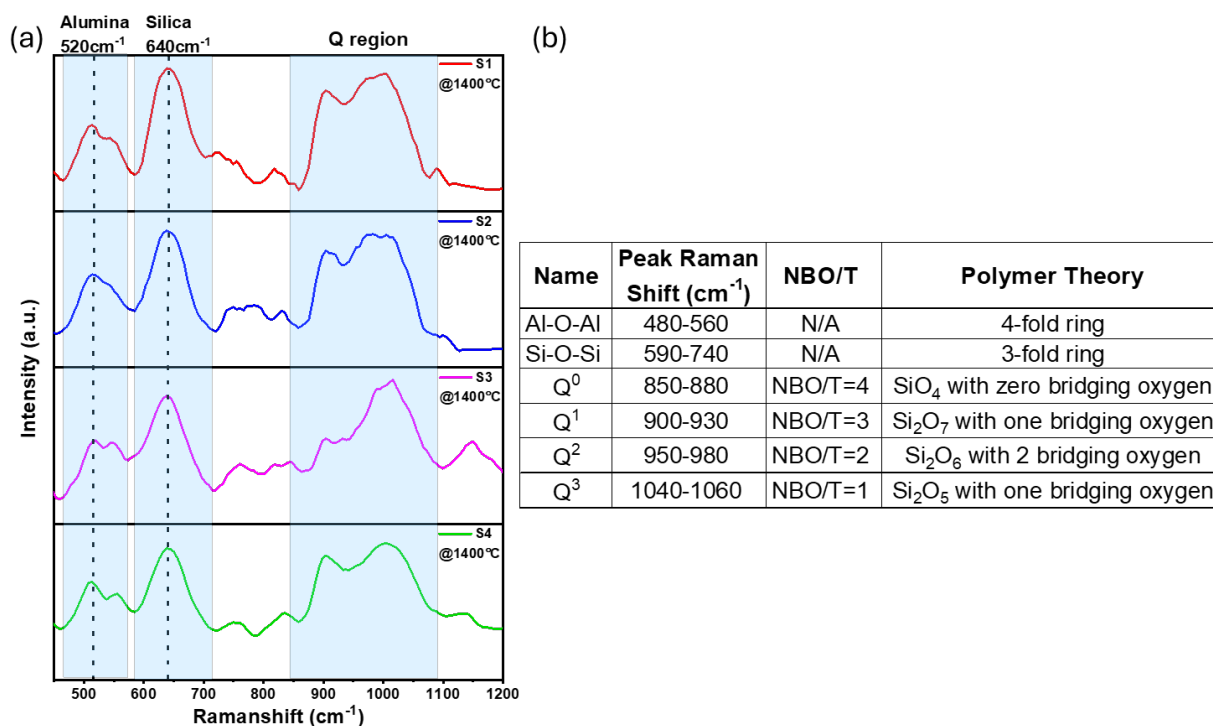 (a)
Alumina
520cm⁻¹
Silica
640cm⁻¹
Q region
S1
@1400℃
S2
@1400℃
S3
@1400℃
S4
@1400℃
Intensity (a.u.)
500 600 700 800 900 1000 1100 1200
Ramanshift (cm⁻¹)
(b)
Name Peak Raman Shift (cm⁻¹) NBO/T Polymer Theory
Al-O-Al 480-560 N/A 4-fold ring
Si-O-Si 590-740 N/A 3-fold ring
Q⁰ 850-880 NBO/T=4 SiO₄ with zero bridging oxygen
Q¹ 900-930 NBO/T=3 Si₂O₇ with one bridging oxygen
Q² 950-980 NBO/T=2 Si₂O₆ with 2 bridging oxygen
Q³ 1040-1060 NBO/T=1 Si₂O₅ with one bridging oxygen